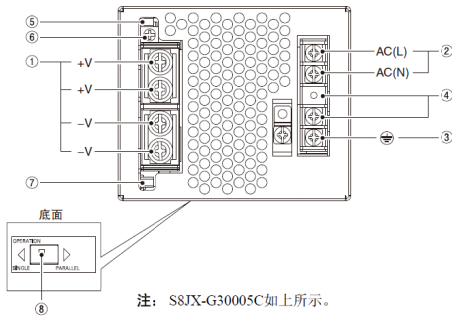 ⑤
⑥
① +V
+V
−V
−V
⑦
AC(L) ②
AC(N)
④
③
底面
OPERATION
SINGLE PARALLEL
⑧
注： S8JX-G30005C如上所示。